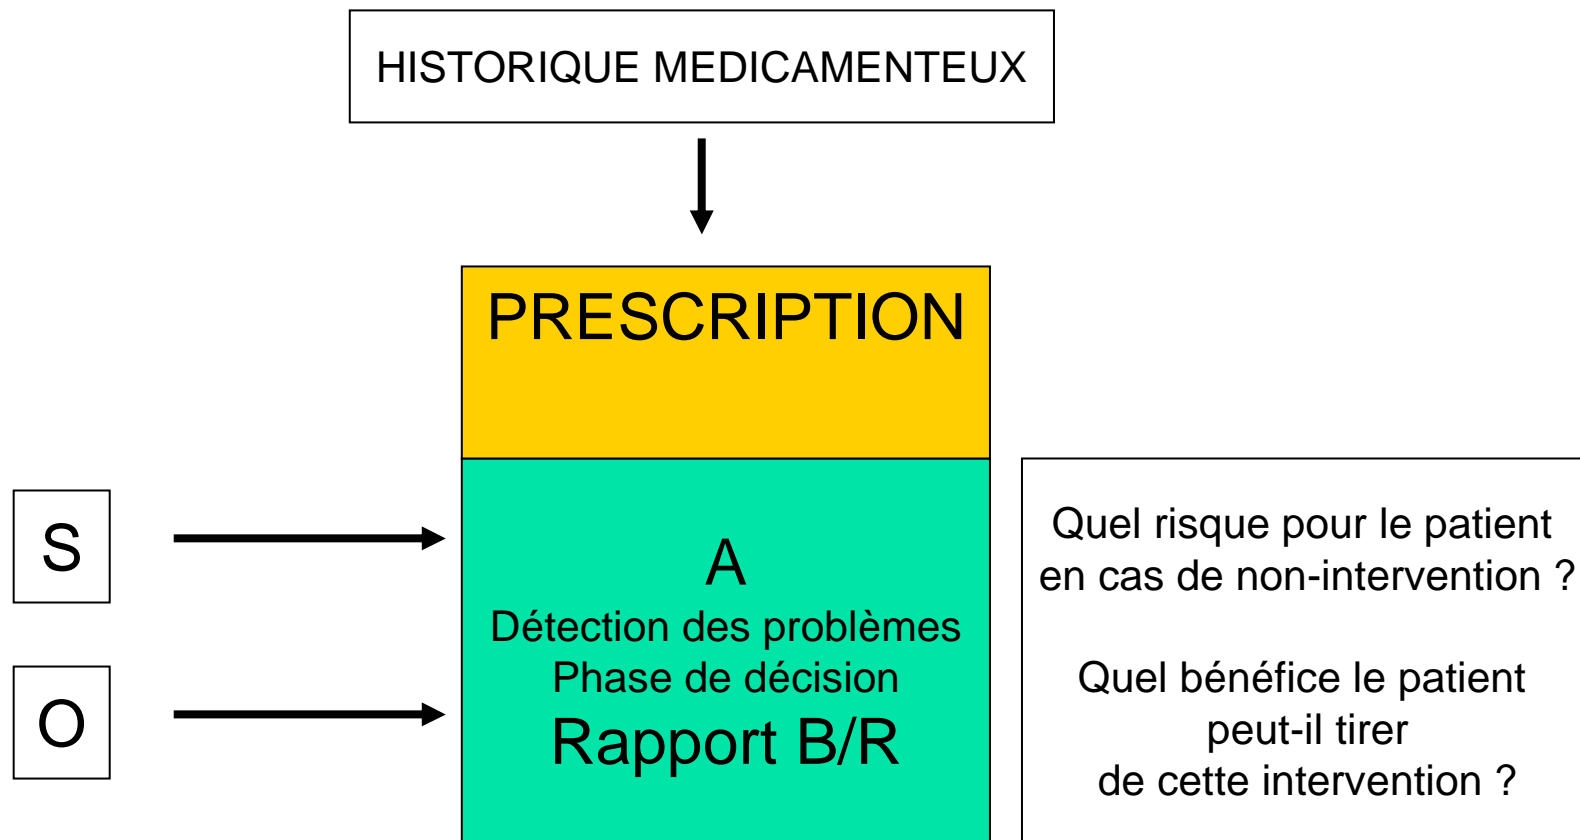 HISTORIQUE MEDICAMENTEUX
PRESCRIPTION
S
O
A
Détection des problèmes
Phase de décision
Rapport B/R
Quel risque pour le patient
en cas de non-intervention ?
Quel bénéfice le patient
peut-il tirer
de cette intervention ?